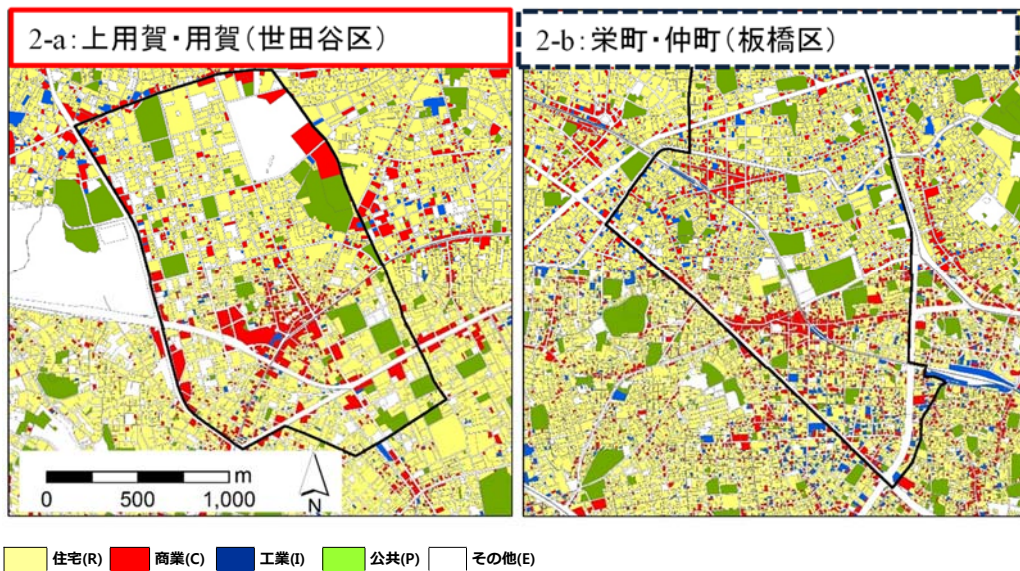 2-a:上用賀・用賀(世田谷区)
2-b:栄町・仲町(板橋区)
m
0 500 1,000
N
住宅(R) 商業(C) 工業(I) 公共(P) その他(E)